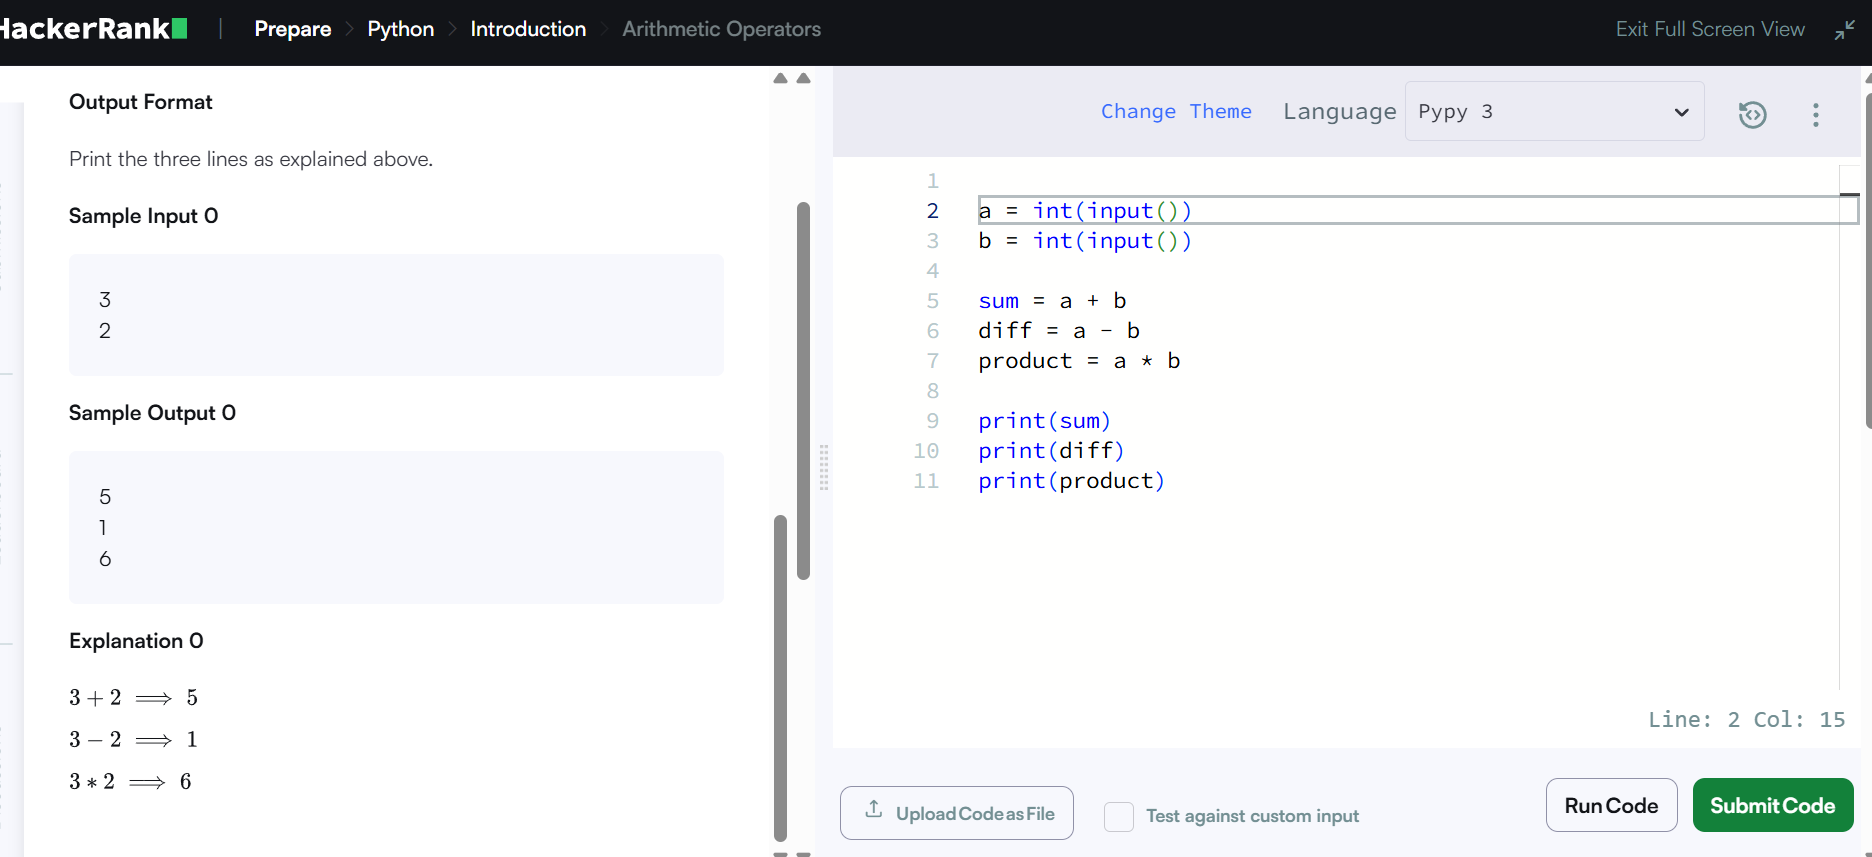 HackerRank
Prepare
Python
Introduction
Arithmetic Operators
Exit Full Screen View
Output Format
Print the three lines as explained above.
Sample Input 0
3
2
Sample Output 0
5
1
6
Explanation 0
3 + 2 ⟹ 5
3 − 2 ⟹ 1
3 ∗ 2 ⟹ 6
Change Theme
Language
Pypy 3
1
2 a = int(input())
3 b = int(input())
4
5 sum = a + b
6 diff = a - b
7 product = a * b
8
9 print(sum)
10 print(diff)
11 print(product)
Line: 2 Col: 15
Upload Code as File
Test against custom input
Run Code
Submit Code